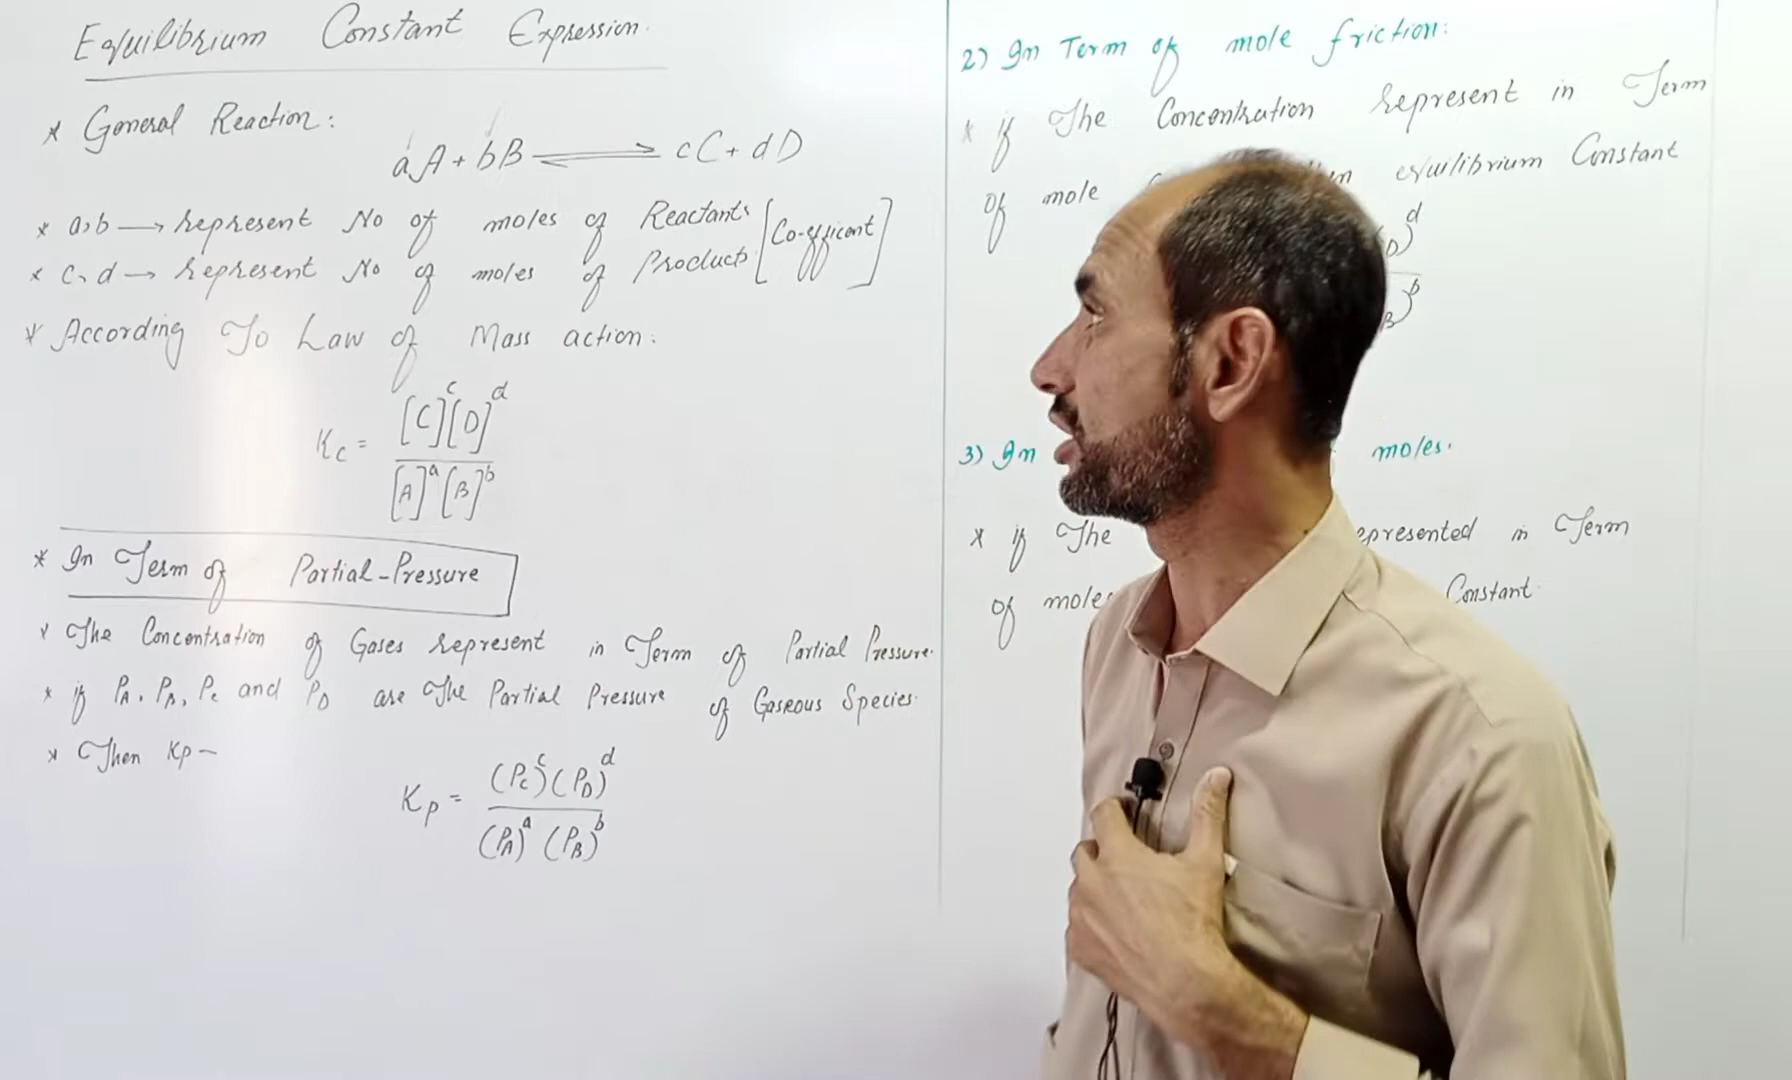 Equilibrium Constant Expression.
* General Reaction:
aA + bB ⇌ cC + dD
* a,b → represent No of moles of Reactants
* c,d → represent No of moles of Products. [Co-efficent]
* According To Law of Mass action:
Kc = [C]^c [D]^d / [A]^a [B]^b
* In Term of Partial-Pressure
* The Concentration of Gases represent in Term of Partial Pressure.
* if PA, PB, Pc and PD are The Partial Pressure of Gaseous Species.
* Then Kp –
Kp = (Pc)^c (PD)^d / (PA)^a (PB)^b
2) In Term of mole friction:
* if The Concentration represent in Term
of mole equilibrium Constant
D)^d
B)^b
3) In moles.
* if The epresented in Term
of moles Constant.